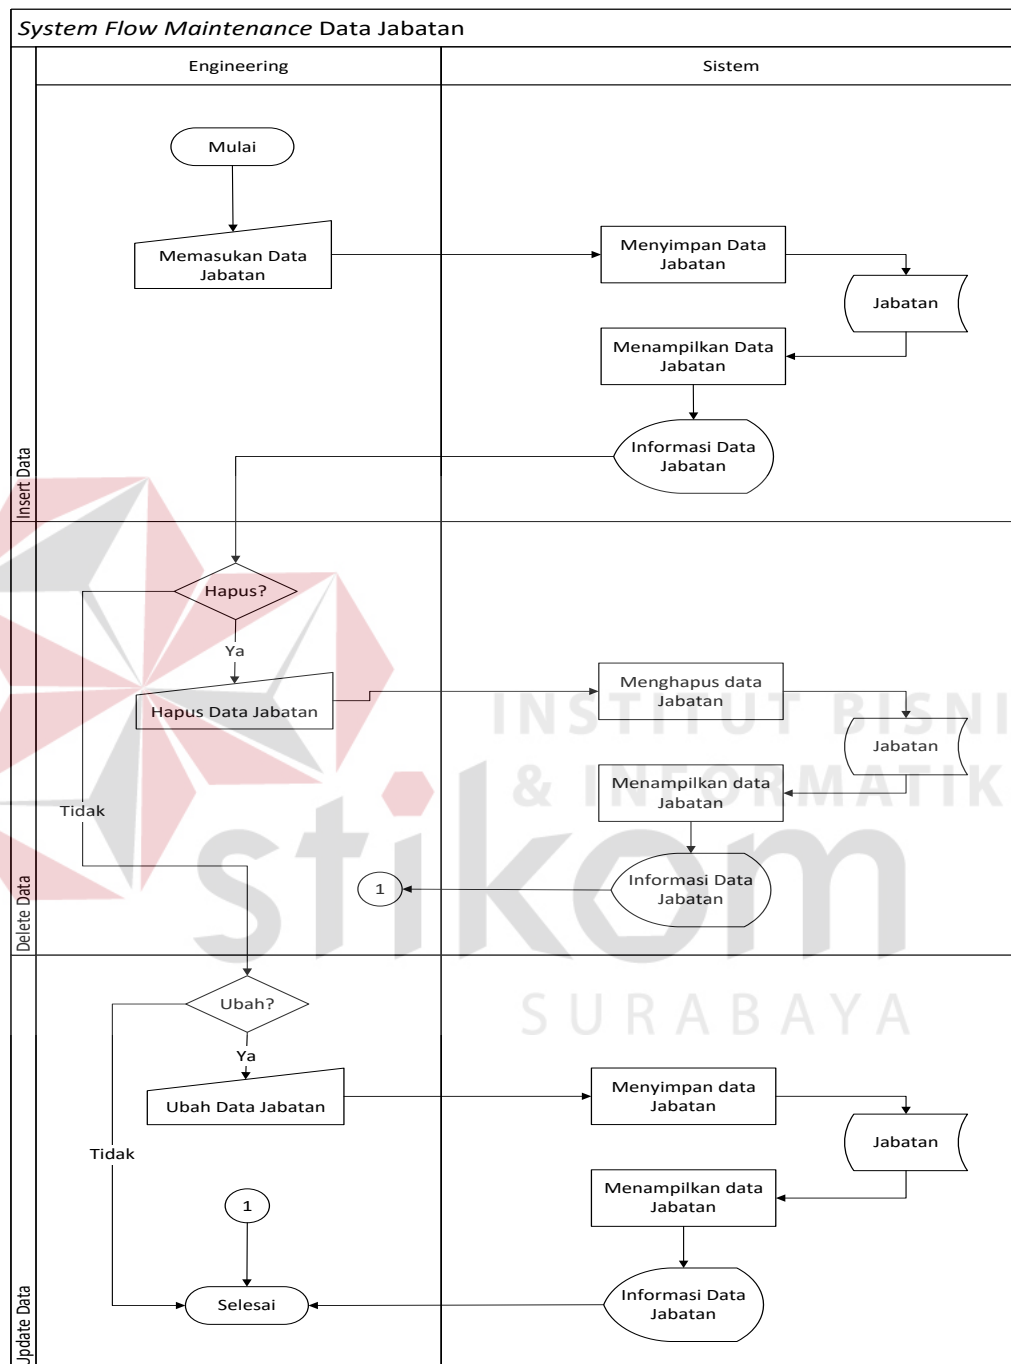 System Flow Maintenance Data Jabatan
Engineering
Sistem
Insert Data
Mulai
Memasukan Data
Jabatan
Menyimpan Data
Jabatan
Jabatan
Menampilkan Data
Jabatan
Informasi Data
Jabatan
Delete Data
Hapus?
Ya
Tidak
Hapus Data Jabatan
Menghapus data
Jabatan
Jabatan
Menampilkan data
Jabatan
Informasi Data
Jabatan
1
INSTITUT BISNI
& INFORMATIK
stikom
SURABAYA
Update Data
Ubah?
Ya
Tidak
Ubah Data Jabatan
Menyimpan data
Jabatan
Jabatan
Menampilkan data
Jabatan
Informasi Data
Jabatan
1
Selesai